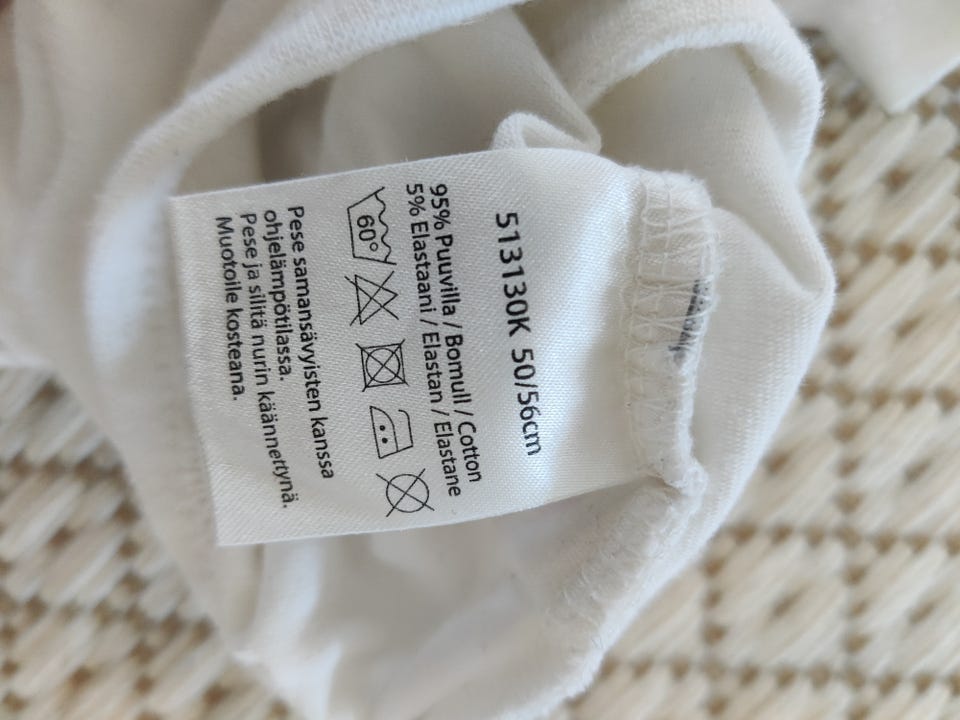 513130K 50/56cm
95% Puuvilla / Bomull / Cotton
5% Elastaani / Elastan / Elastane
60°
Pese samansävyisten kanssa
ohjelämpötilassa.
Pese ja silitä nurin käännettynä.
Muotoile kosteana.